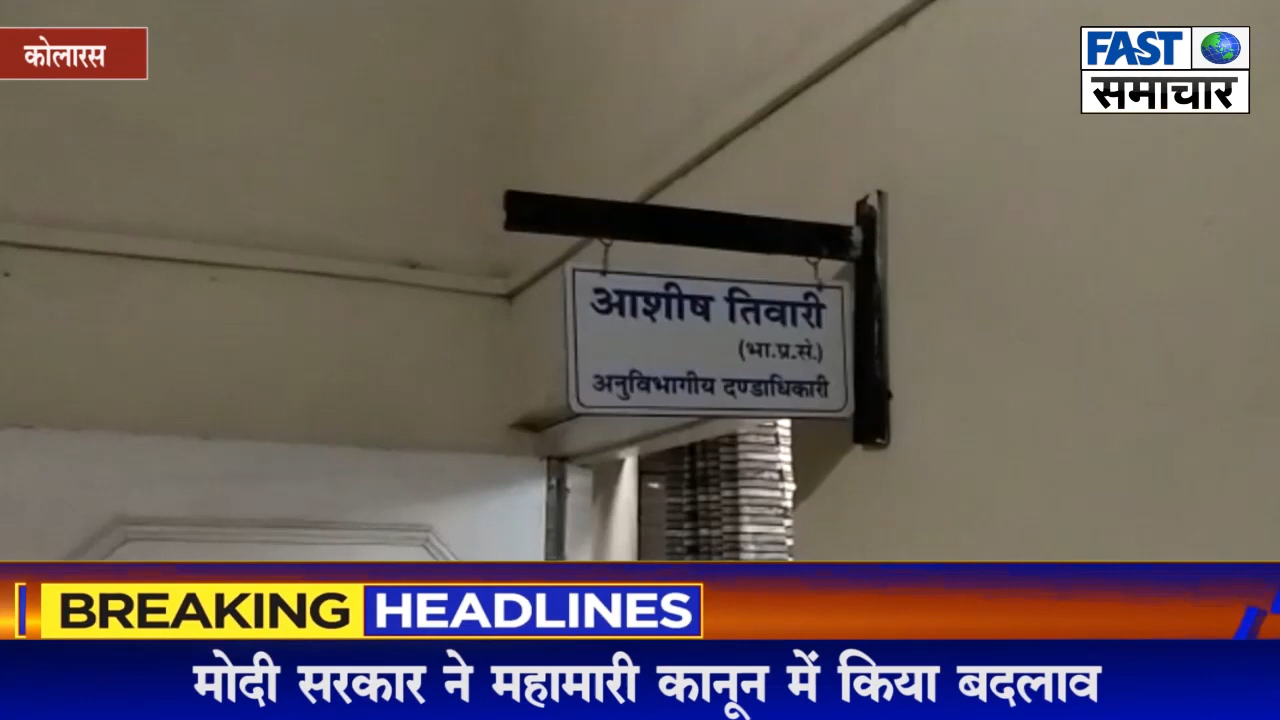 कोलारस
FAST
समाचार
आशीष तिवारी
(भा.प्र.से.)
अनुविभागीय दण्डाधिकारी
BREAKING HEADLINES
मोदी सरकार ने महामारी कानून में किया बदलाव